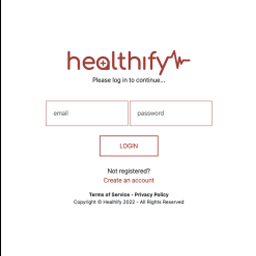 healthify
Please log in to continue...
email
password
LOGIN
Not registered?
Create an account
Terms of Service - Privacy Policy
Copyright © Healhify 2022 - All Rights Reserved